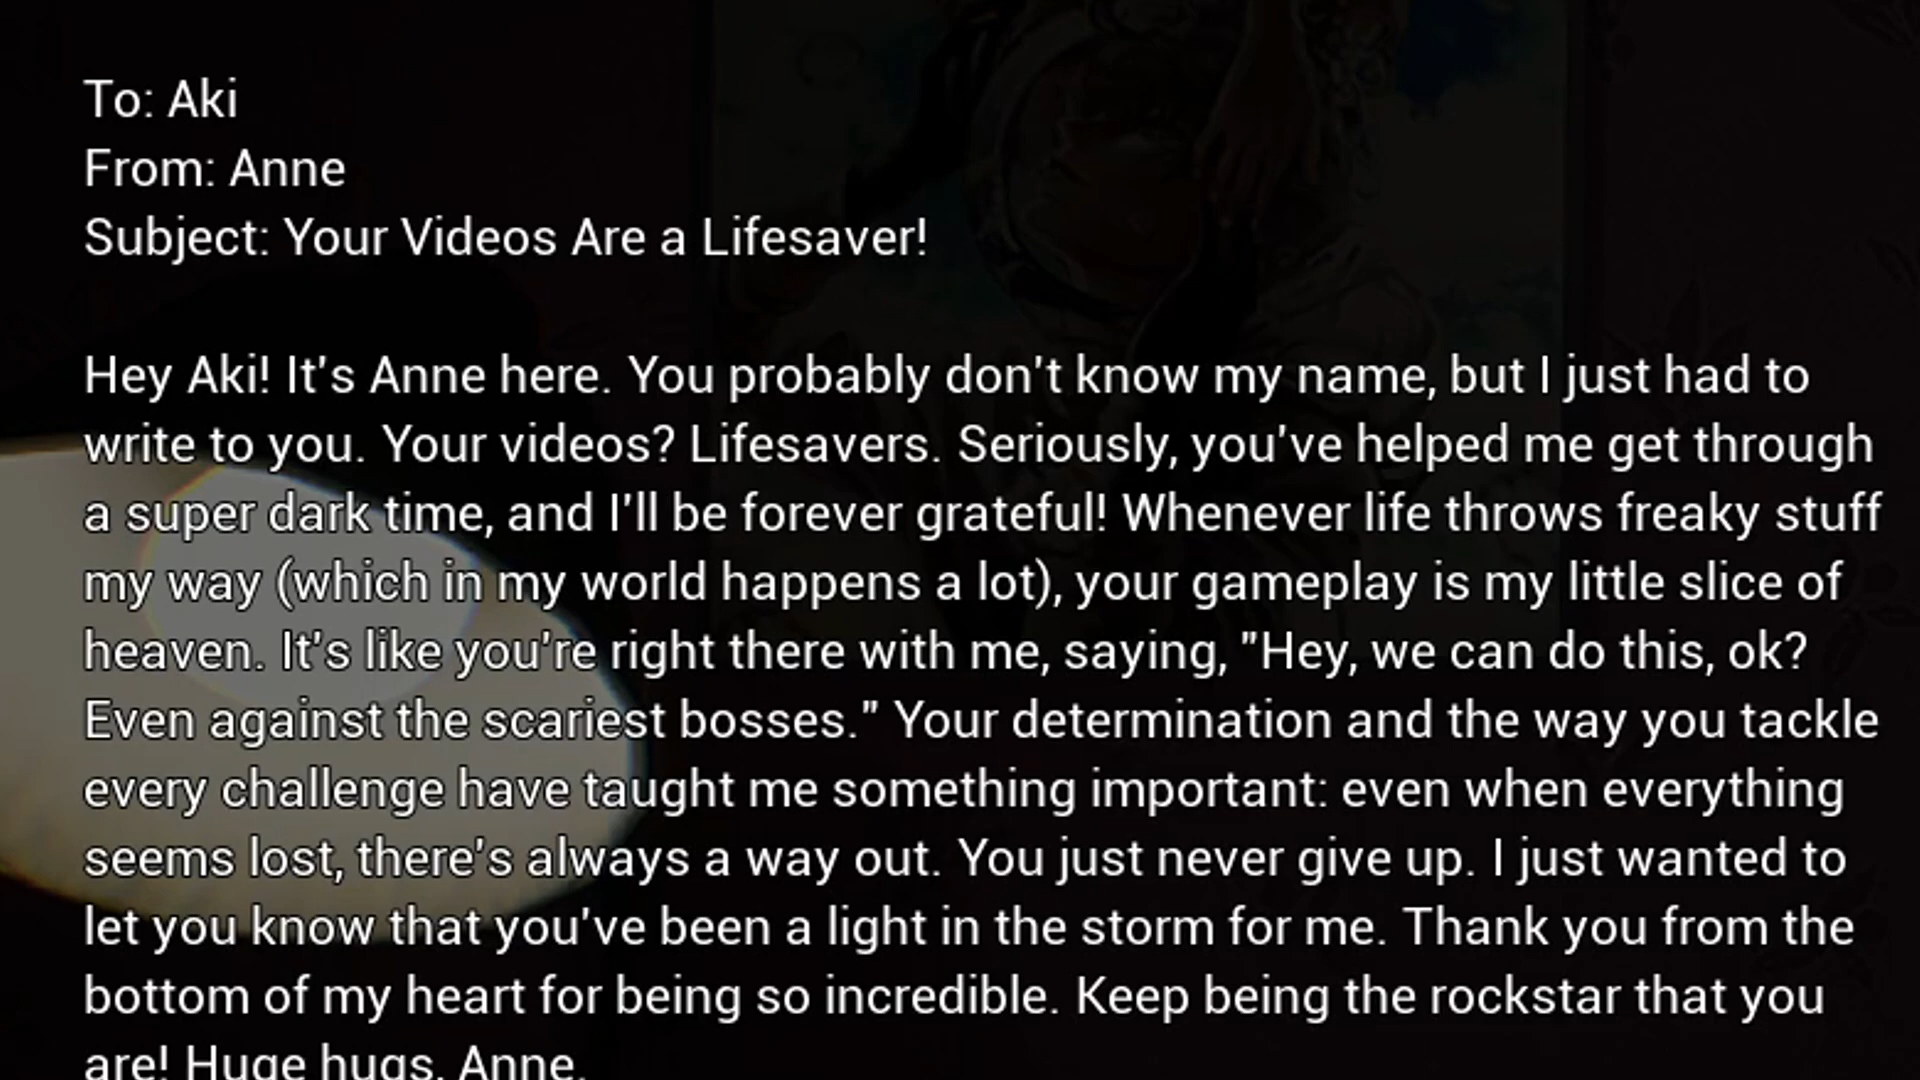 To: Aki
From: Anne
Subject: Your Videos Are a Lifesaver!
Hey Aki! It's Anne here. You probably don't know my name, but I just had to
write to you. Your videos? Lifesavers. Seriously, you've helped me get through
a super dark time, and I'll be forever grateful! Whenever life throws freaky stuff
my way (which in my world happens a lot), your gameplay is my little slice of
heaven. It's like you're right there with me, saying, "Hey, we can do this, ok?
Even against the scariest bosses." Your determination and the way you tackle
every challenge have taught me something important: even when everything
seems lost, there's always a way out. You just never give up. I just wanted to
let you know that you've been a light in the storm for me. Thank you from the
bottom of my heart for being so incredible. Keep being the rockstar that you
are! Huge hugs, Anne.